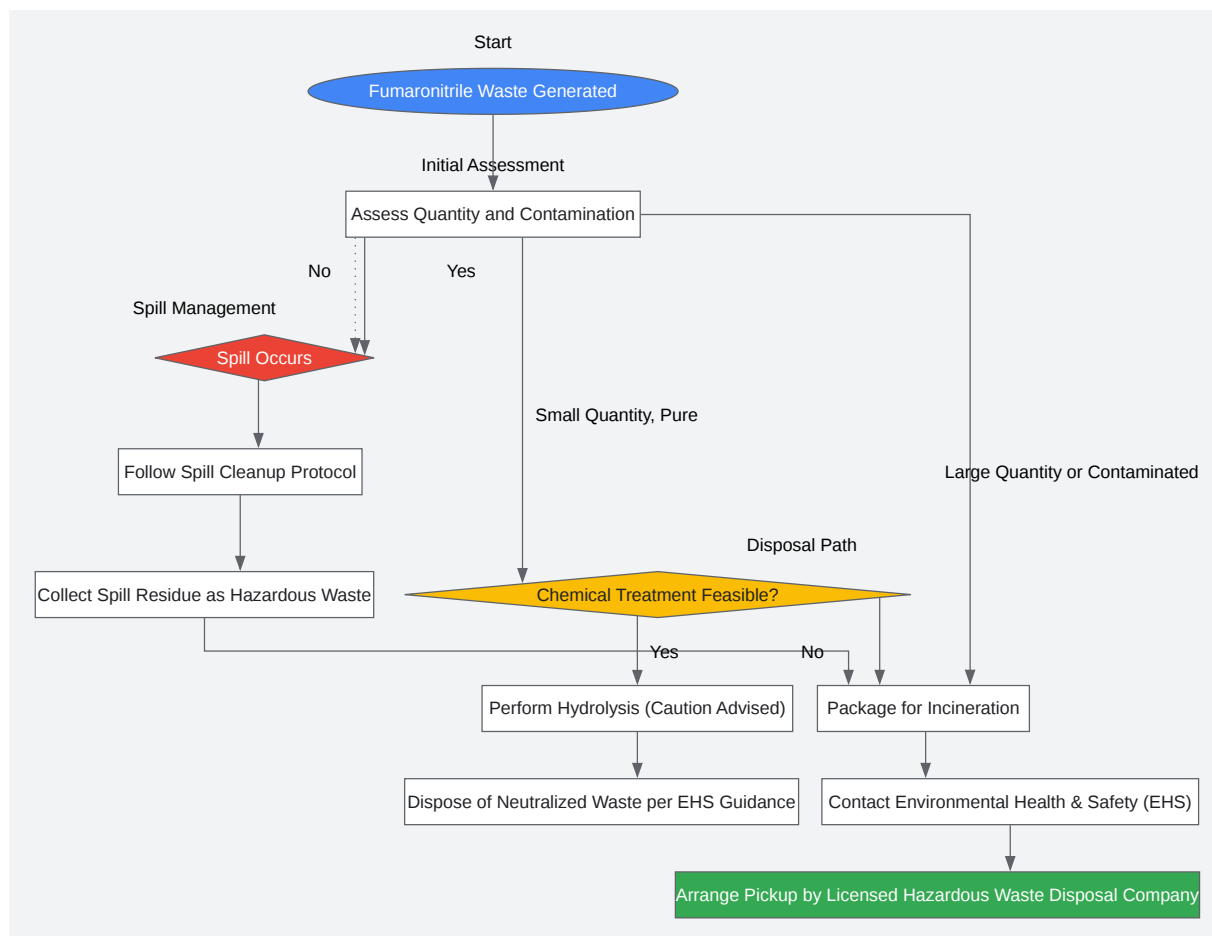 Start
Fumaronitrile Waste Generated
Initial Assessment
Assess Quantity and Contamination
No
Yes
Spill Management
Spill Occurs
Small Quantity, Pure
Follow Spill Cleanup Protocol
Large Quantity or Contaminated
Disposal Path
Collect Spill Residue as Hazardous Waste
Chemical Treatment Feasible?
Yes
No
Perform Hydrolysis (Caution Advised)
Package for Incineration
Dispose of Neutralized Waste per EHS Guidance
Contact Environmental Health & Safety (EHS)
Arrange Pickup by Licensed Hazardous Waste Disposal Company